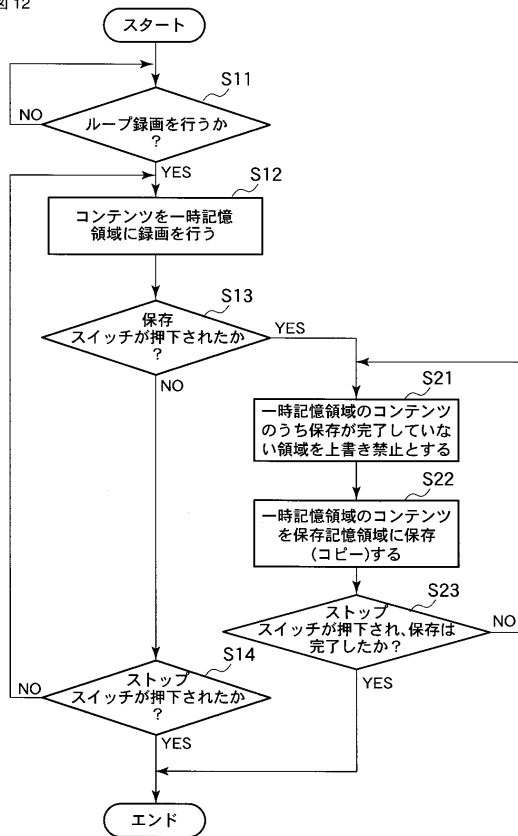 図 12
スタート
S11
NO
ループ録画を行うか
?
YES
S12
コンテンツを一時記憶
領域に録画を行う
S13
保存
スイッチが押下されたか
?
YES
NO
S21
一時記憶領域のコンテンツ
のうち保存が完了していな
い領域を上書き禁止とする
S22
一時記憶領域のコンテンツ
を保存記憶領域に保存
(コピー)する
S23
ストップ
スイッチが押下され、保存は
完了したか?
NO
YES
S14
ストップ
スイッチが押下されたか
?
NO
YES
エンド